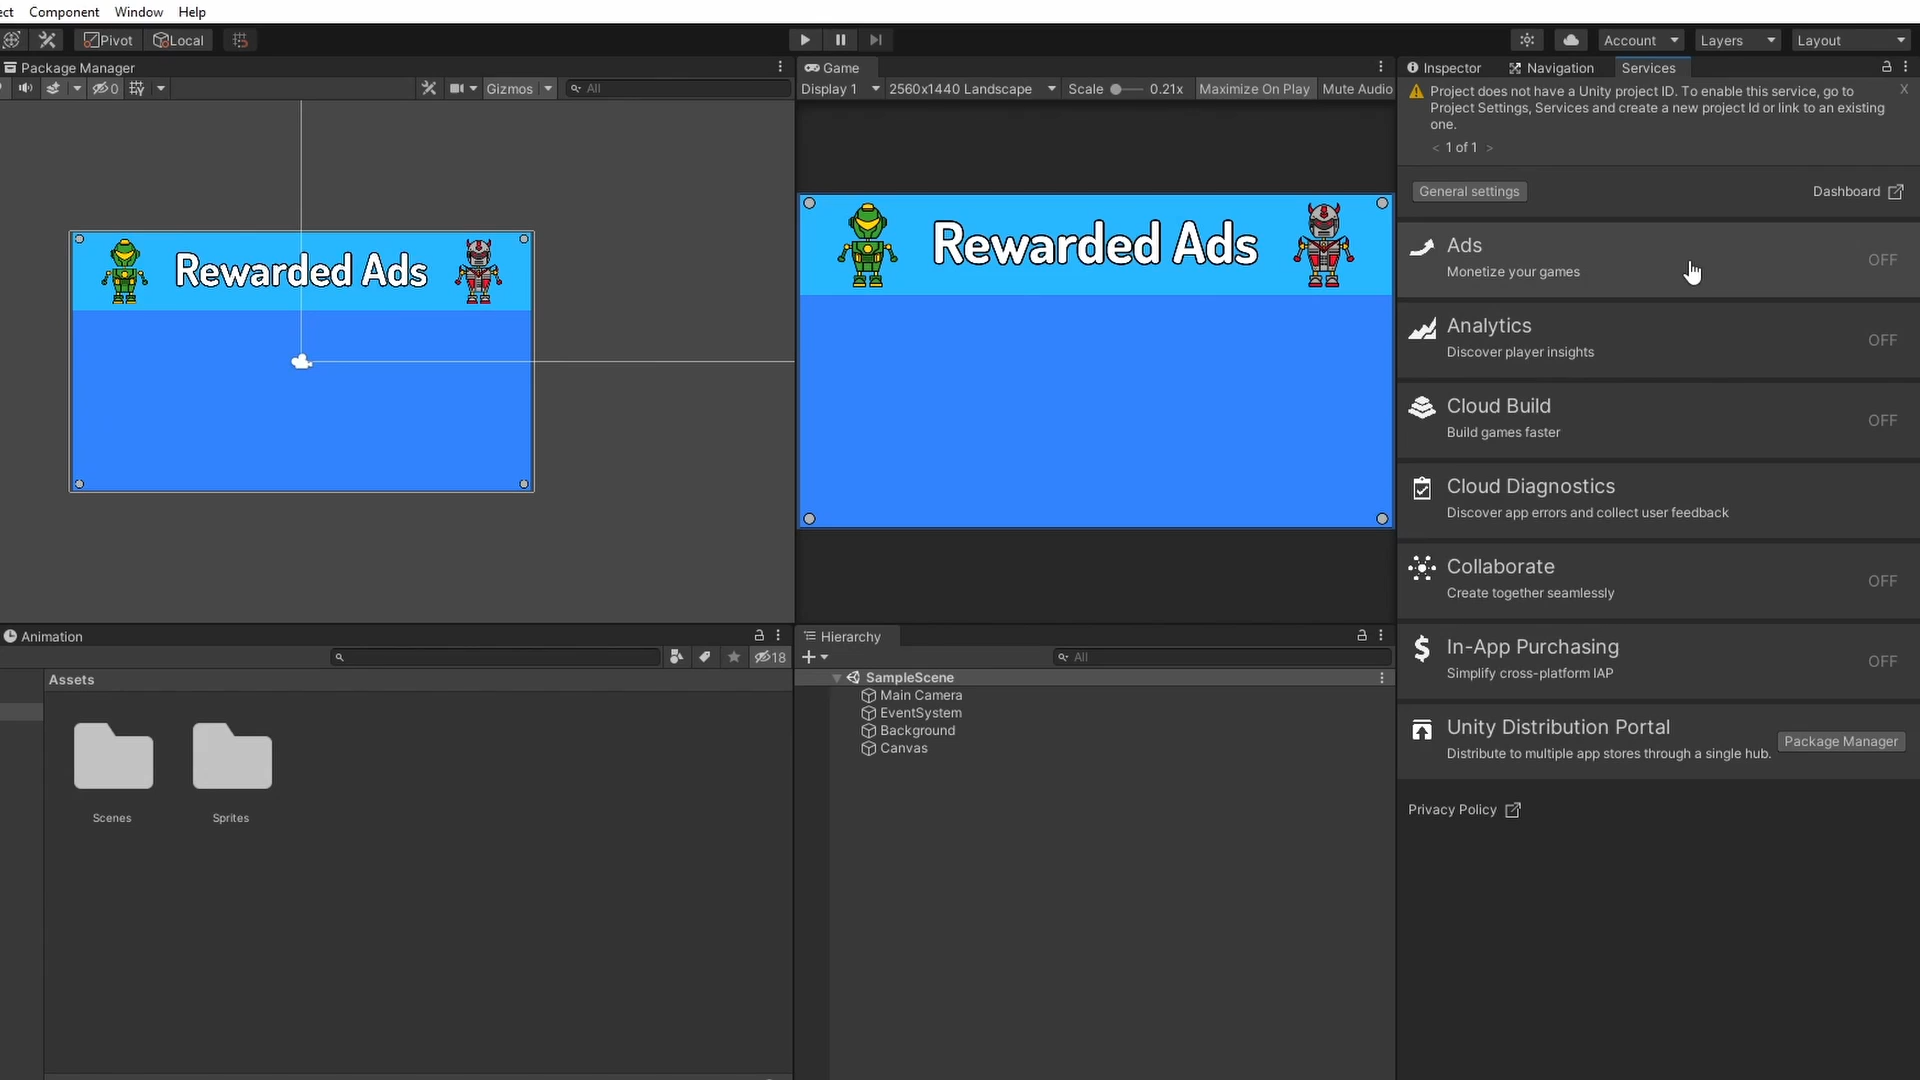 ect Component Window Help
Pivot Local
Account Layers Layout
Package Manager
Game
Inspector Navigation Services
0
Gizmos All
Display 1 2560x1440 Landscape Scale 0.21x Maximize On Play Mute Audio
Project does not have a Unity project ID. To enable this service, go to
Project Settings, Services and create a new project Id or link to an existing
one.
X
< 1 of 1 >
General settings Dashboard
Rewarded Ads
Rewarded Ads
Ads
Monetize your games
OFF
Analytics
Discover player insights
OFF
Cloud Build
Build games faster
OFF
Cloud Diagnostics
Discover app errors and collect user feedback
Collaborate
Create together seamlessly
OFF
In-App Purchasing
Simplify cross-platform IAP
OFF
Unity Distribution Portal
Distribute to multiple app stores through a single hub.
Package Manager
Privacy Policy
Animation
18
Assets
Scenes Sprites
Hierarchy
All
SampleScene
Main Camera
EventSystem
Background
Canvas